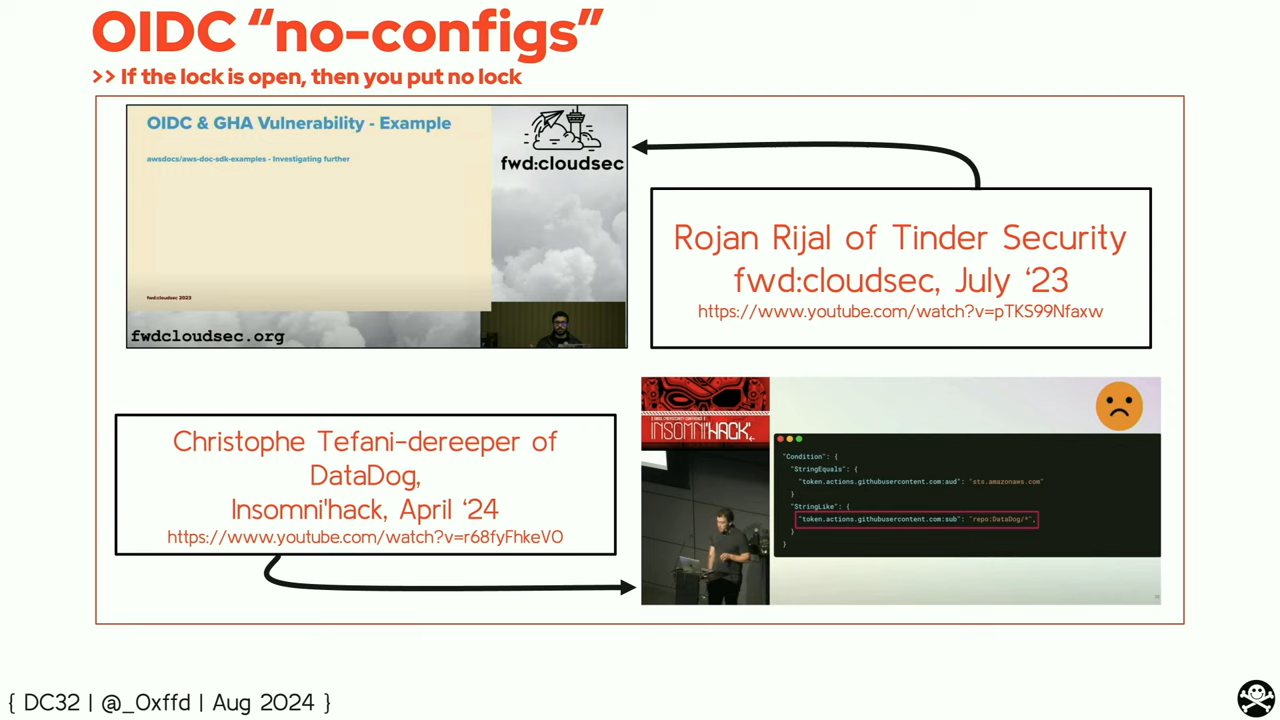 OIDC “no-configs”
>> If the lock is open, then you put no lock
OIDC & GHA Vulnerability - Example
awsdocs/aws-doc-sdk-examples - Investigating further
fwd:cloudsec
fwd:cloudsec 2023
fwdcloudsec.org
Rojan Rijal of Tinder Security
fwd:cloudsec, July ‘23
https://www.youtube.com/watch?v=pTKS99Nfaxw
Christophe Tefani-dereeper of
DataDog,
Insomni'hack, April ‘24
https://www.youtube.com/watch?v=r68fyFhkeVO
INSOMNI'HACK
"Condition": {
"StringEquals": {
"token.actions.githubusercontent.com:aud": "sts.amazonaws.com"
}
"StringLike": {
"token.actions.githubusercontent.com:sub": "repo:DataDog/*",
}
}
{ DC32 | @_0xffd | Aug 2024 }